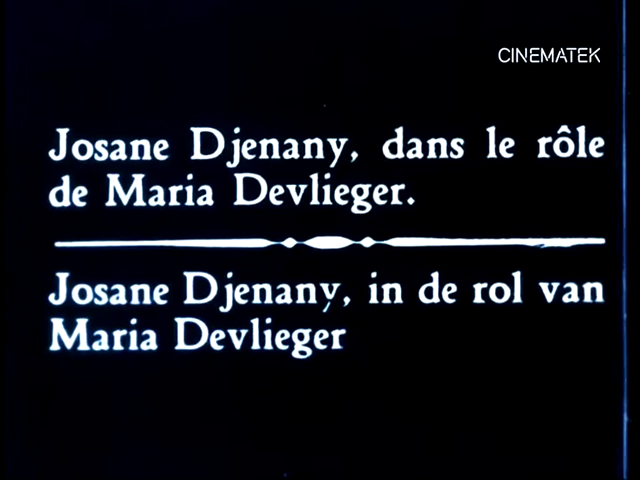 CINEMATEK
Josane Djenany, dans le rôle
de Maria Devlieger.
Josane Djenany, in de rol van
Maria Devlieger